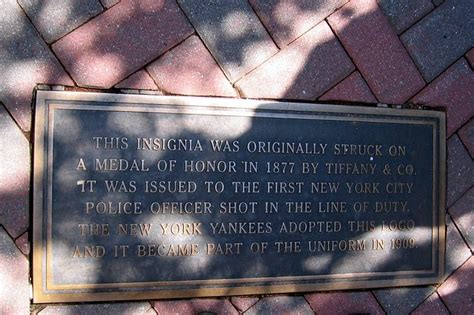 THIS INSIGNIA WAS ORIGINALLY STRUCK ON
A MEDAL OF HONOR IN 1877 BY TIFFANY & CO.
IT WAS ISSUED TO THE FIRST NEW YORK CITY
POLICE OFFICER SHOT IN THE LINE OF DUTY.
THE NEW YORK YANKEES ADOPTED THIS LOGO
AND IT BECAME PART OF THE UNIFORM IN 1909.